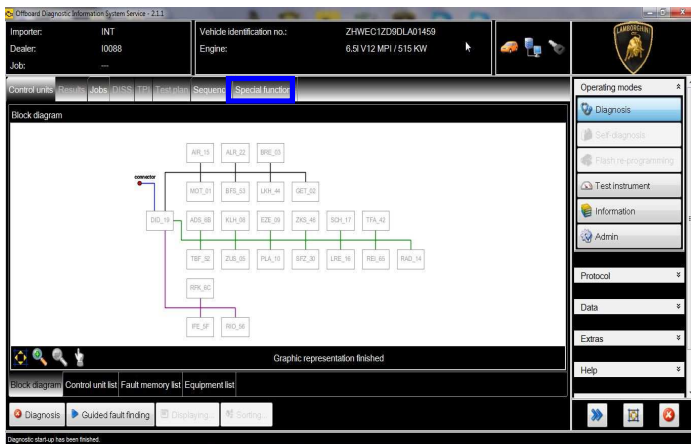 Offboard Diagnostic Information System Service - 2.1.1
Importer: INT
Dealer: I0088
Job: ---
Vehicle identification no.: ZHWEC1ZD9DLA01459
Engine: 6.5l V12 MPI / 515 KW
LAMBORGHINI
Control units Results Jobs DISS TPI Test plan Sequence Special function
Block diagram
AIR_15 ALR_22 BRE_03
connector
MOT_01 BFS_53 LKH_44 GET_02
DID_19 ADS_6B KLH_08 EZE_09 ZKS_46 SCH_17 TFA_42
TBF_52 ZUB_05 PLA_10 SFZ_30 LRE_16 REI_65 RAD_14
RFK_6C
IFE_5F RIO_56
Graphic representation finished
Block diagram Control unit list Fault memory list Equipment list
Diagnosis Guided fault finding Displaying... Sorting...
Diagnostic start-up has been finished.
Operating modes
Diagnosis
Self-diagnosis
Flash re-programming
Test instrument
Information
Admin
Protocol
Data
Extras
Help